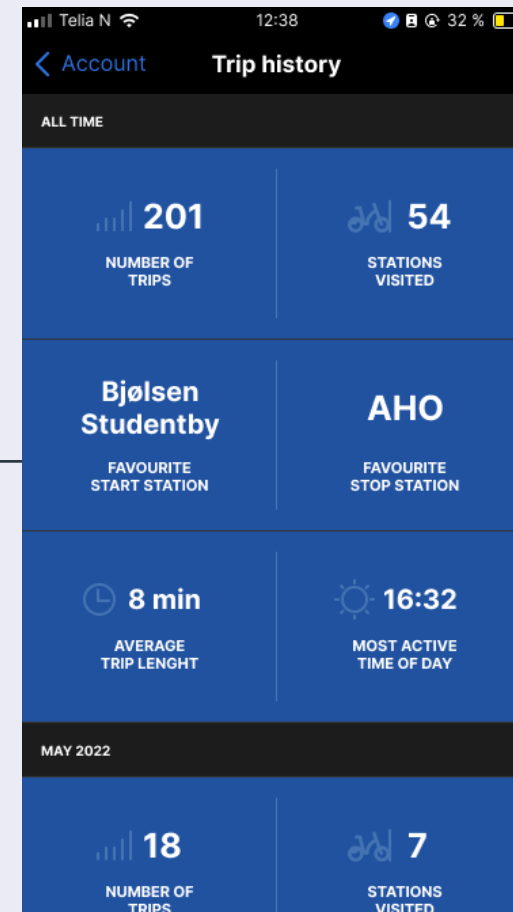 Telia N 12:38 32 %
Account Trip history
ALL TIME
201 54
NUMBER OF STATIONS
TRIPS VISITED
Bjølsen
Studentby AHO
FAVOURITE FAVOURITE
START STATION STOP STATION
8 min 16:32
AVERAGE MOST ACTIVE
TRIP LENGHT TIME OF DAY
MAY 2022
18 7
NUMBER OF STATIONS
TRIPS VISITED